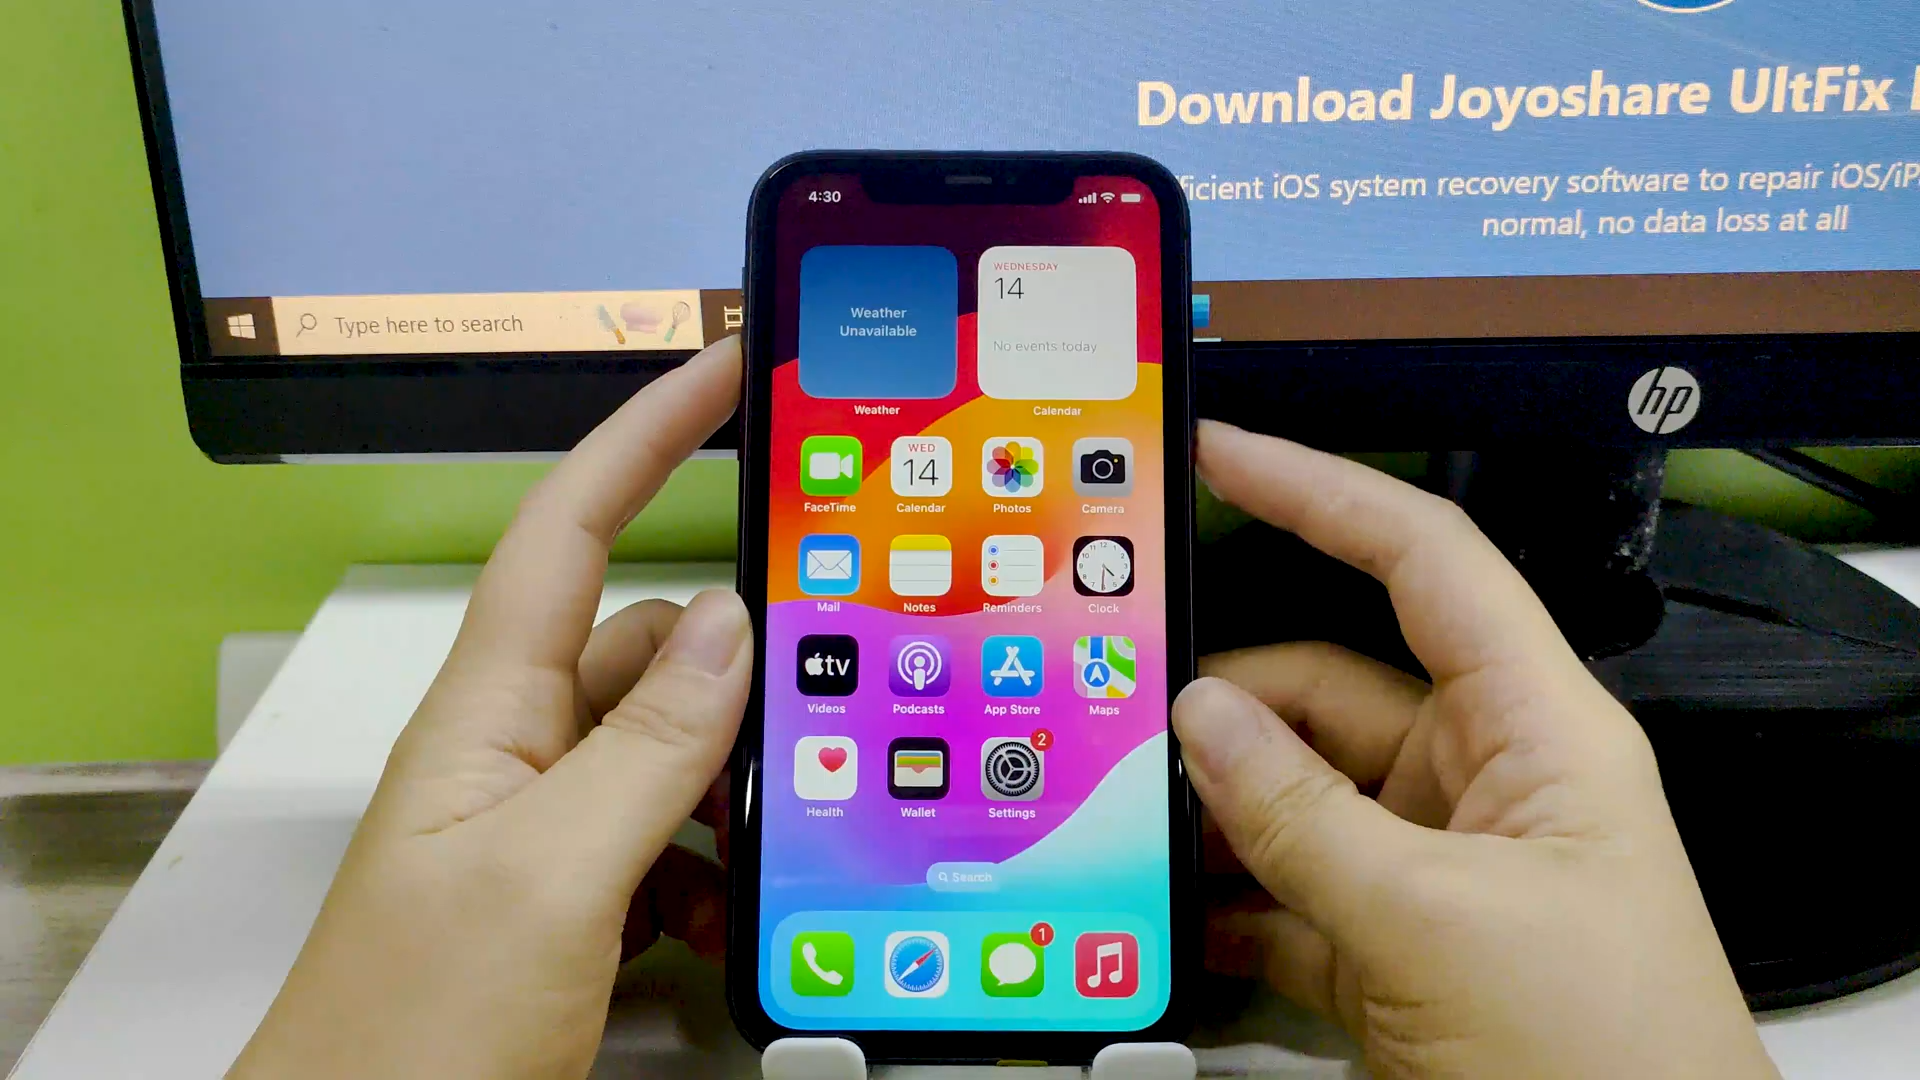 Download Joyoshare UltFix
ficient iOS system recovery software to repair iOS/iP
normal, no data loss at all
Type here to search
hp
4:30
Weather
Unavailable
Weather
WEDNESDAY
14
No events today
Calendar
FaceTime
WED
14
Calendar
Photos
Camera
Mail
Notes
Reminders
Clock
tv
Videos
Podcasts
App Store
Maps
Health
Wallet
2
Settings
Search
1